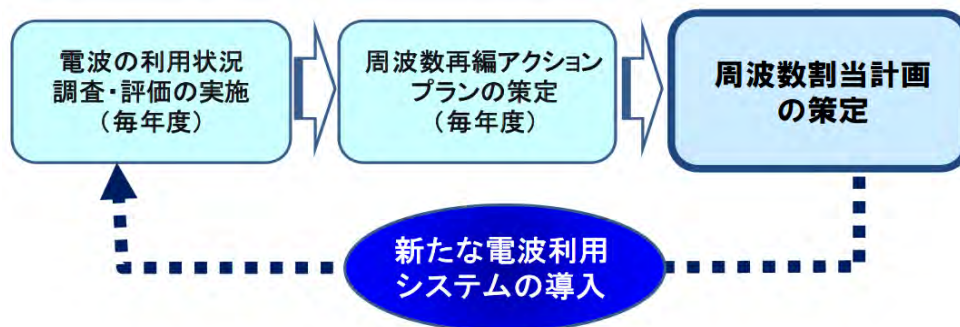 電波の利用状況
調査・評価の実施
（毎年度）
周波数再編アクション
プランの策定
（毎年度）
周波数割当計画
の策定
新たな電波利用
システムの導入